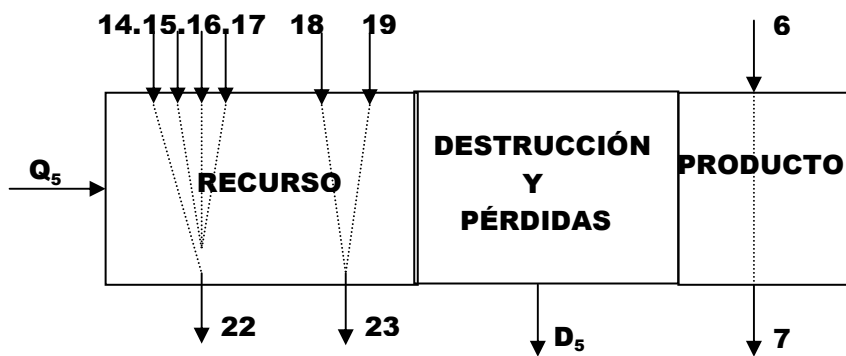 14.15.16.17 18 19 6
Q₅
RECURSO
DESTRUCCIÓN
Y
PÉRDIDAS
PRODUCTO
22 23 D₅ 7